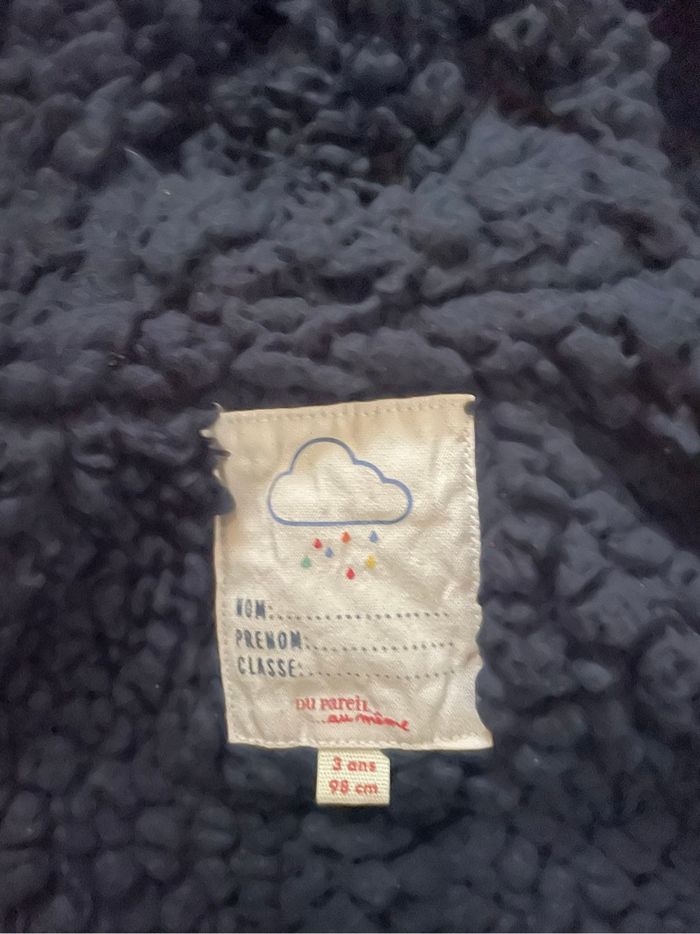 NOM:......................
PRENOM:..................
CLASSE:..................
DU PAREIL
...au même
3 ans
98 cm